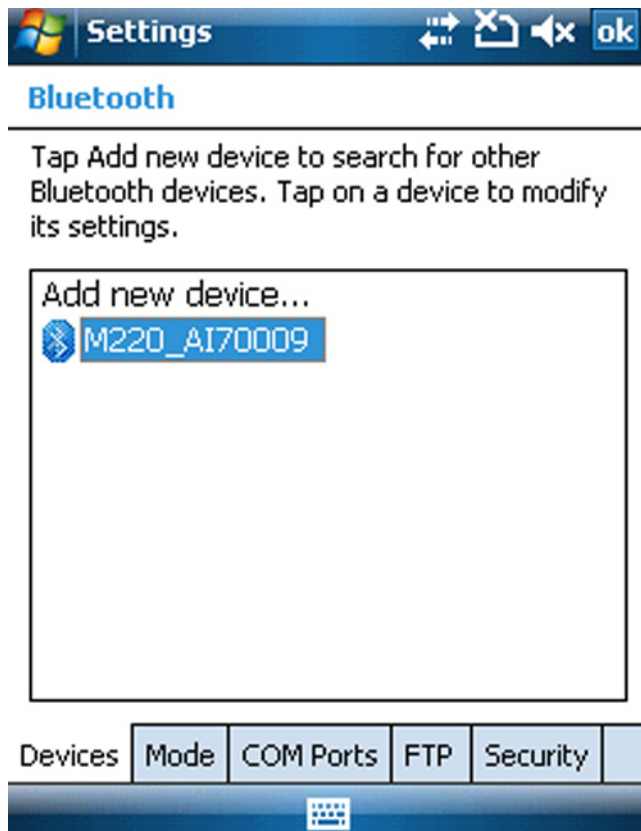 Settings
ok
Bluetooth
Tap Add new device to search for other
Bluetooth devices. Tap on a device to modify
its settings.
Add new device...
M220_AI70009
Devices Mode COM Ports FTP Security